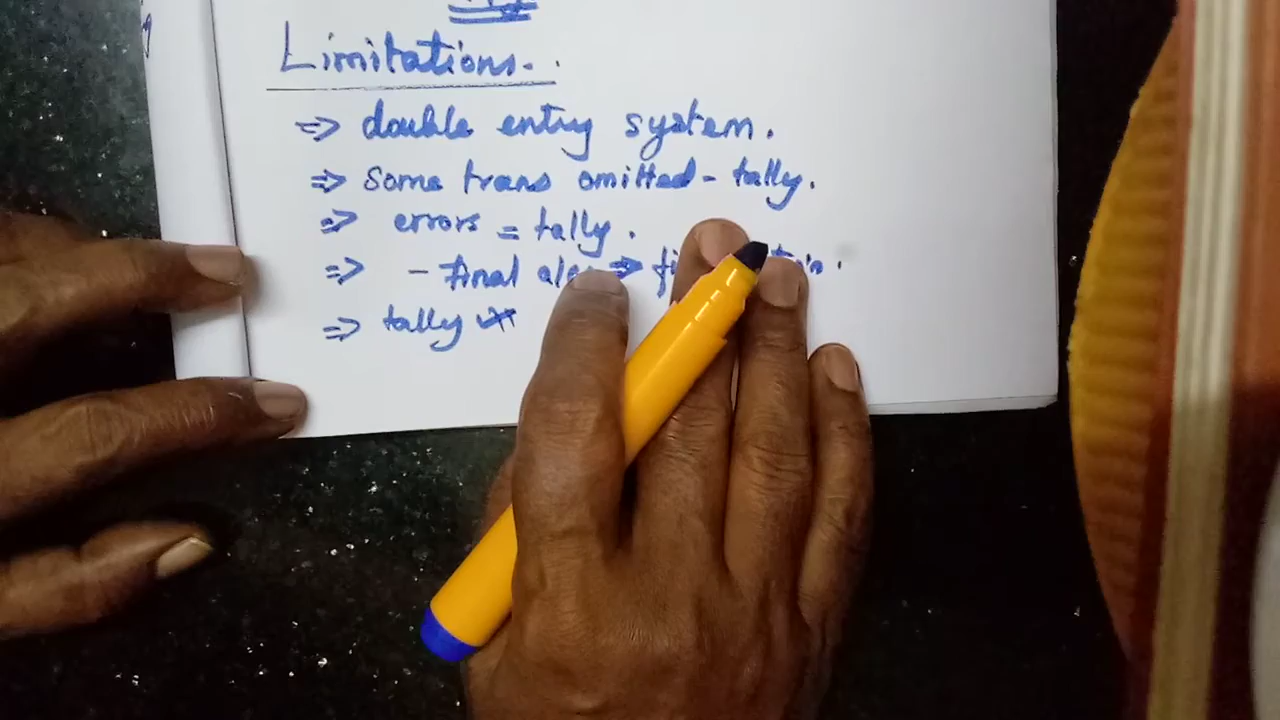 Limitations.
⇒ double entry system.
⇒ Some trans omitted - tally.
⇒ errors = tally.
⇒ - final
⇒ tally